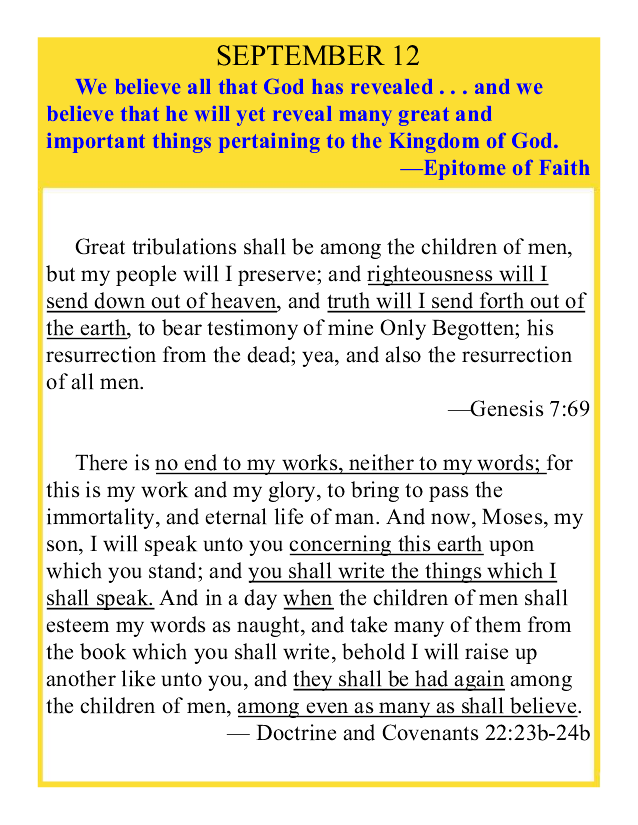 SEPTEMBER 12
We believe all that God has revealed . . . and we
believe that he will yet reveal many great and
important things pertaining to the Kingdom of God.
—Epitome of Faith
Great tribulations shall be among the children of men,
but my people will I preserve; and righteousness will I
send down out of heaven, and truth will I send forth out of
the earth, to bear testimony of mine Only Begotten; his
resurrection from the dead; yea, and also the resurrection
of all men.
—Genesis 7:69
There is no end to my works, neither to my words; for
this is my work and my glory, to bring to pass the
immortality, and eternal life of man. And now, Moses, my
son, I will speak unto you concerning this earth upon
which you stand; and you shall write the things which I
shall speak. And in a day when the children of men shall
esteem my words as naught, and take many of them from
the book which you shall write, behold I will raise up
another like unto you, and they shall be had again among
the children of men, among even as many as shall believe.
— Doctrine and Covenants 22:23b-24b